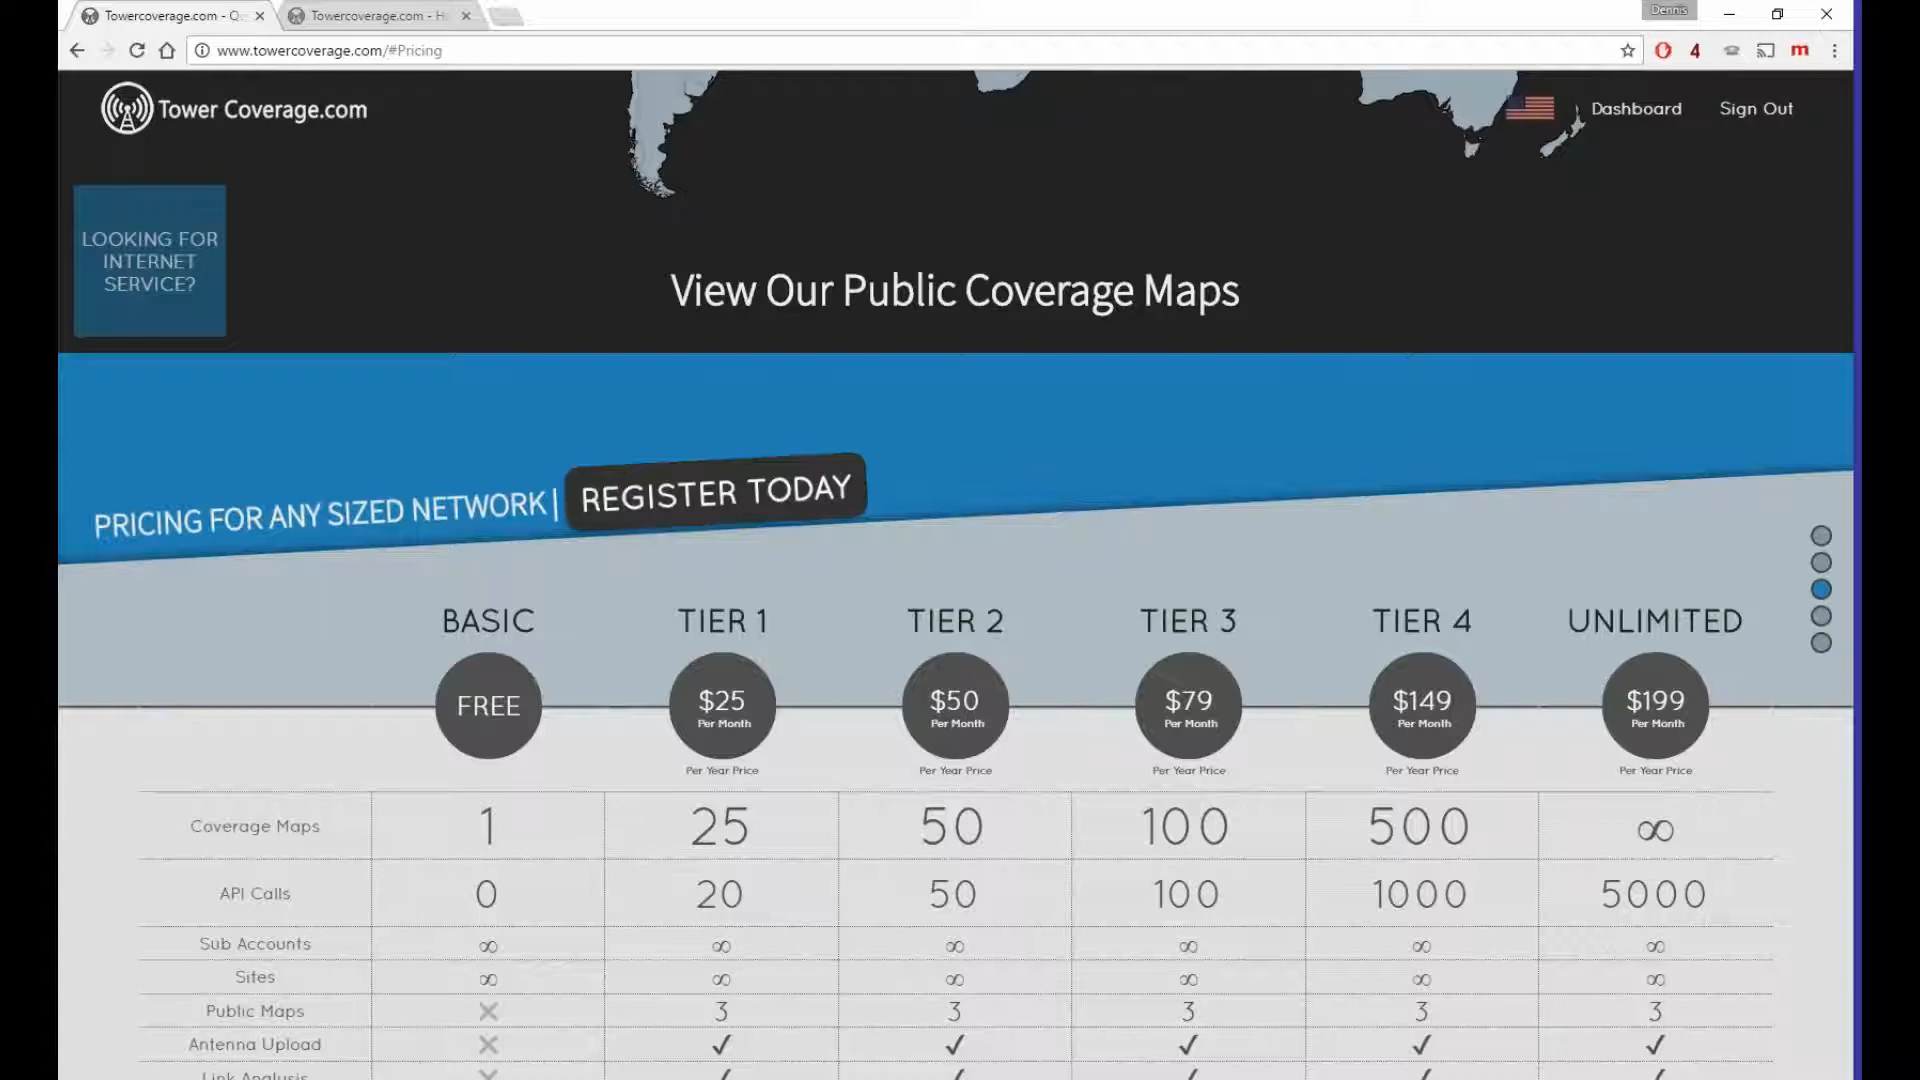 Towercoverage.com - Q
Towercoverage.com - H
Dennis
www.towercoverage.com/#Pricing
4
m
Tower Coverage.com
Dashboard
Sign Out
LOOKING FOR
INTERNET
SERVICE?
View Our Public Coverage Maps
PRICING FOR ANY SIZED NETWORK | REGISTER TODAY
BASIC TIER 1 TIER 2 TIER 3 TIER 4 UNLIMITED
FREE $25 $50 $79 $149 $199
Per Month Per Month Per Month Per Month Per Month
Per Year Price Per Year Price Per Year Price Per Year Price Per Year Price
Coverage Maps 1 25 50 100 500 ∞
API Calls 0 20 50 100 1000 5000
Sub Accounts ∞ ∞ ∞ ∞ ∞ ∞
Sites ∞ ∞ ∞ ∞ ∞ ∞
Public Maps ✕ 3 3 3 3 3
Antenna Upload ✕ ✓ ✓ ✓ ✓ ✓
Link Analysis